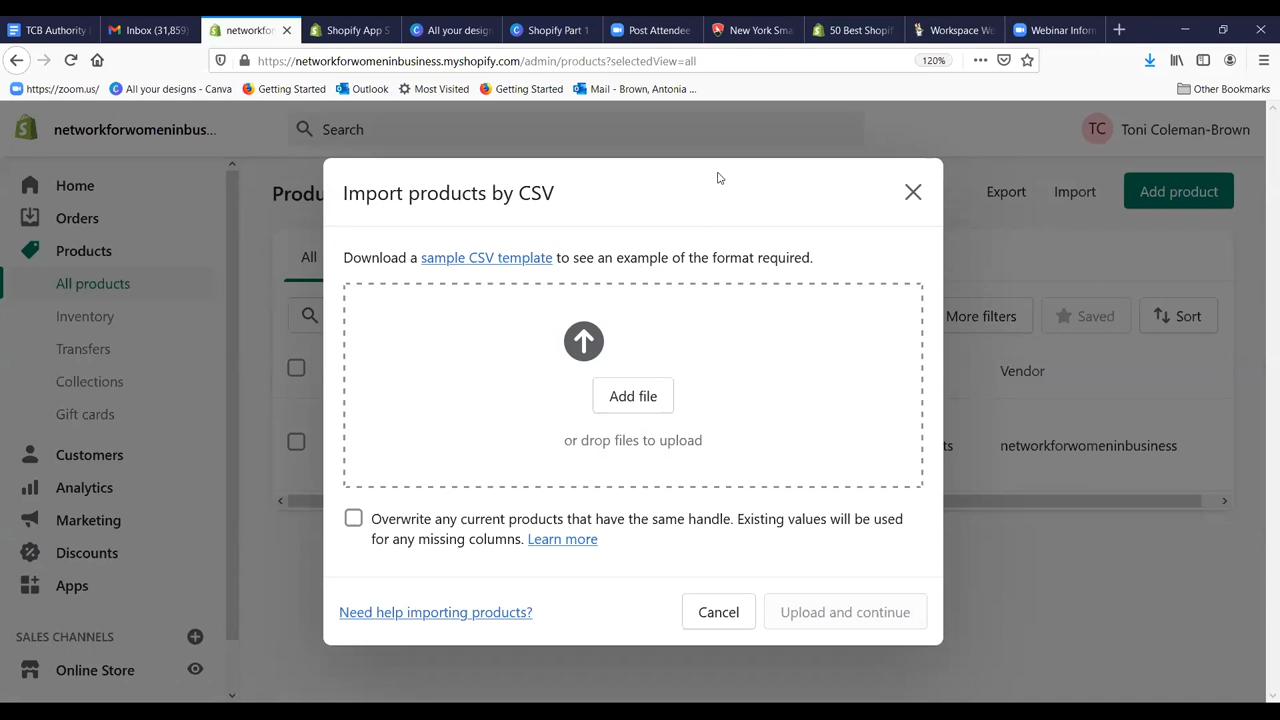 TCB Authority
Inbox (31,859)
networkfor
Shopify App S
All your desig
Shopify Part 1
Post Attendee
New York Sma
50 Best Shopif
Workspace We
Webinar Inform
https://networkforwomeninbusiness.myshopify.com/admin/products?selectedView=all
120%
https://zoom.us/
All your designs - Canva
Getting Started
Outlook
Most Visited
Getting Started
Mail - Brown, Antonia ...
Other Bookmarks
networkforwomeninbus...
Search
TC
Toni Coleman-Brown
Home
Orders
Products
All products
Inventory
Transfers
Collections
Gift cards
Customers
Analytics
Marketing
Discounts
Apps
SALES CHANNELS
Online Store
Produ
Export
Import
Add product
All
More filters
Saved
Sort
Vendor
ts
networkforwomeninbusiness
Import products by CSV
Download a sample CSV template to see an example of the format required.
Add file
or drop files to upload
Overwrite any current products that have the same handle. Existing values will be used
for any missing columns. Learn more
Need help importing products?
Cancel
Upload and continue